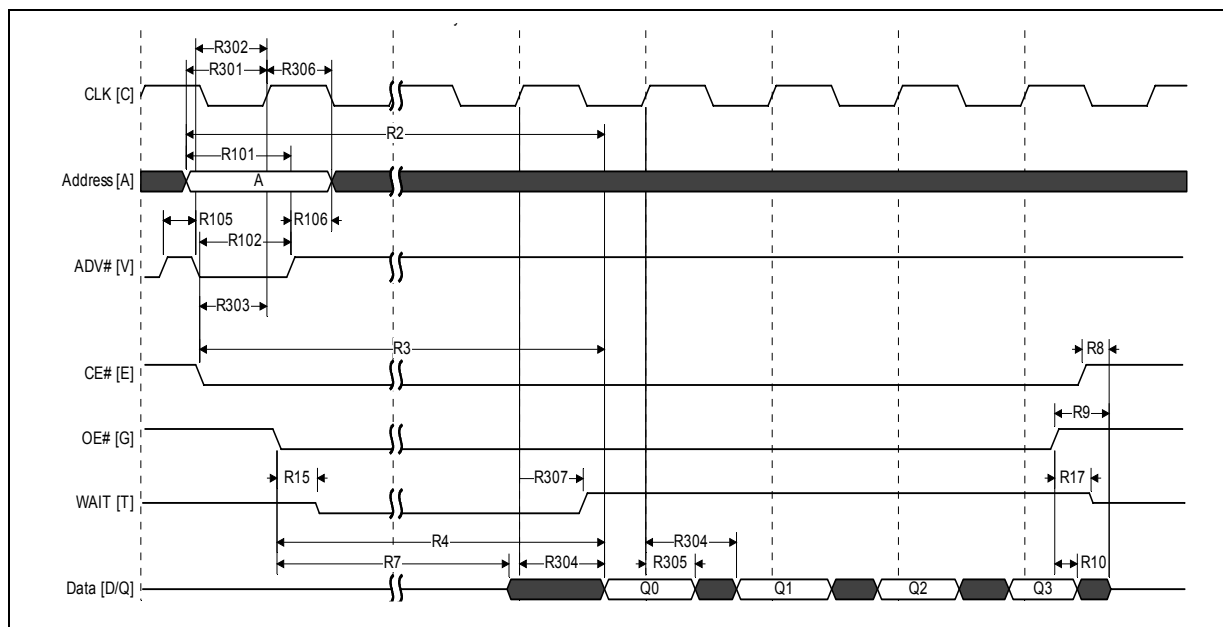 R302
R301 R306
CLK [C]
R2
R101
Address [A] A
R105 R106
R102
ADV# [V]
R303
R3
CE# [E] R8
R9
OE# [G]
R15 R307 R17
WAIT [T]
R4 R304
R7 R304 R305 R10
Data [D/Q] Q0 Q1 Q2 Q3